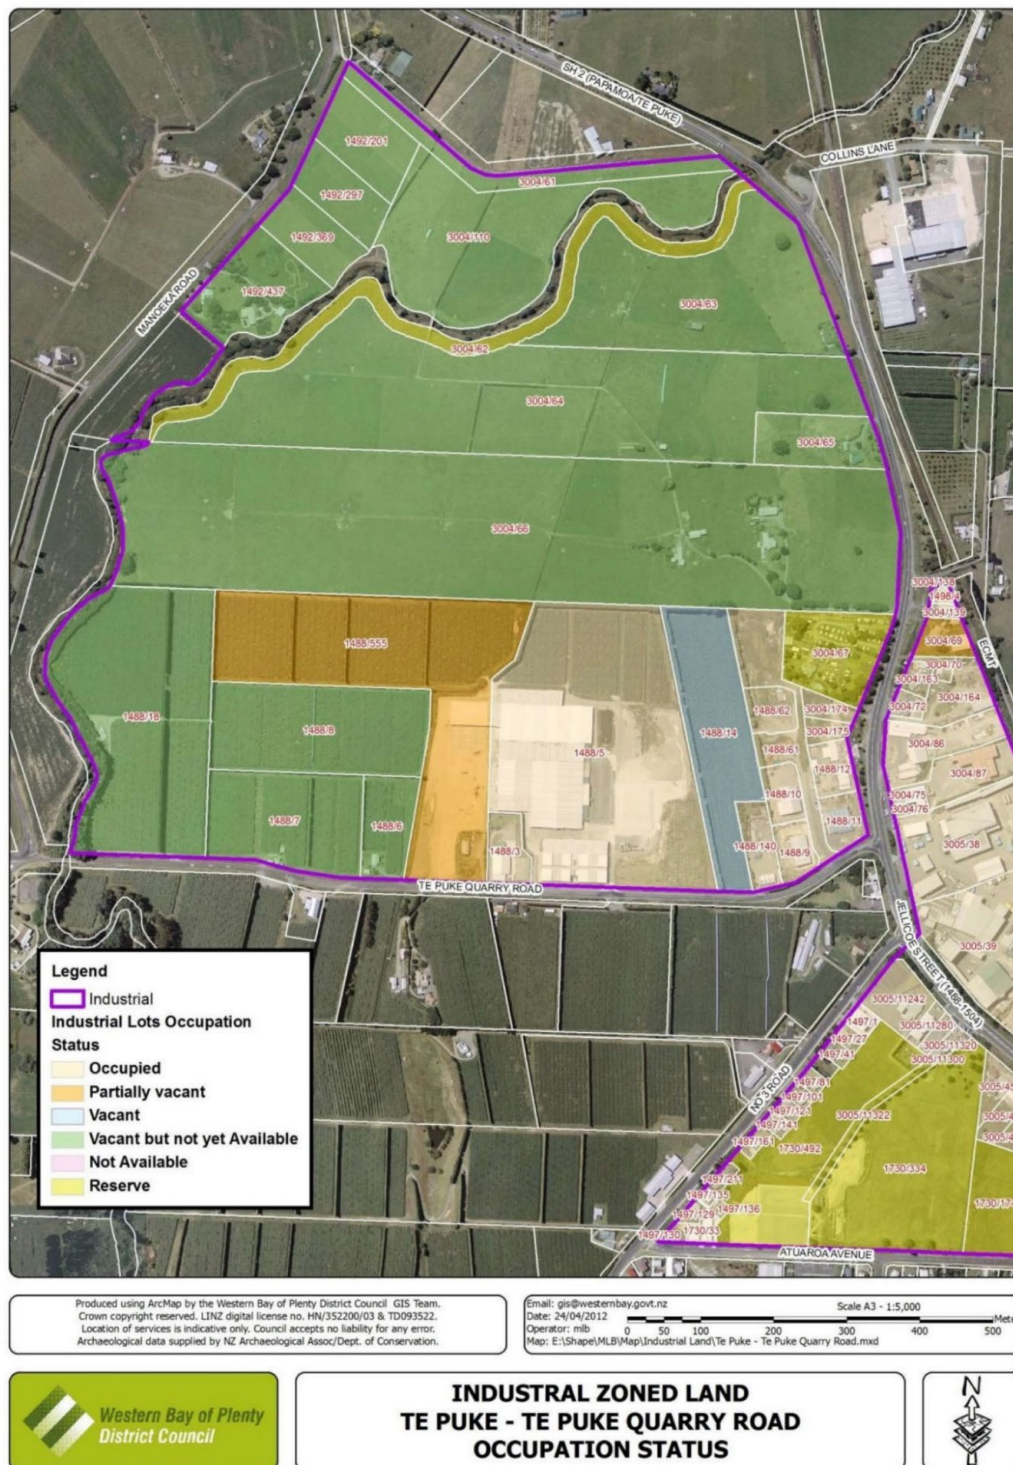 SH 2 (PAPAMOA/TE PUKE)
COLLINS LANE
1492/201
3004/61
1492/297
1492/369
3004/110
MANOEKA ROAD
1492/437
3004/63
3004/62
3004/64
3004/65
3004/66
3004/138
1498/4
3004/139
1488/555
3004/67
3004/69
ECMT
3004/70
3004/163
3004/164
3004/72
1488/18
1488/62
3004/174
1488/8
1488/14
3004/175
3004/86
1488/5
1488/61
1488/12
3004/87
1488/10
3004/75
3004/76
1488/7
1488/6
1488/11
1488/3
1488/140
1488/9
3005/38
TE PUKE QUARRY ROAD
JELLICOE STREET (1488-1504)
3005/39
Legend
Industrial
Industrial Lots Occupation
Status
Occupied
Partially vacant
Vacant
Vacant but not yet Available
Not Available
Reserve
3005/11242
1497/1
3005/11280
1497/27
3005/11320
1497/41
3005/11300
NO 3 ROAD
1497/81
1497/101
1497/121
3005/11322
1497/141
1497/161
1730/492
1730/334
1497/211
1497/135
1497/136
1497/129
1730/33
1497/130
ATUAROA AVENUE
Produced using ArcMap by the Western Bay of Plenty District Council GIS Team.
Crown copyright reserved. LINZ digital license no. HN/352200/03 & TD093522.
Location of services is indicative only. Council accepts no liability for any error.
Archaeological data supplied by NZ Archaeological Assoc/Dept. of Conservation.
Email: gis@westernbay.govt.nz
Date: 24/04/2012
Operator: mlb
Scale A3 - 1:5,000
0 50 100 200 300 400 500
Mete
Map: E:\Shape\MLB\Map\Industrial Land\Te Puke - Te Puke Quarry Road.mxd
Western Bay of Plenty
District Council
INDUSTRAL ZONED LAND
TE PUKE - TE PUKE QUARRY ROAD
OCCUPATION STATUS
N